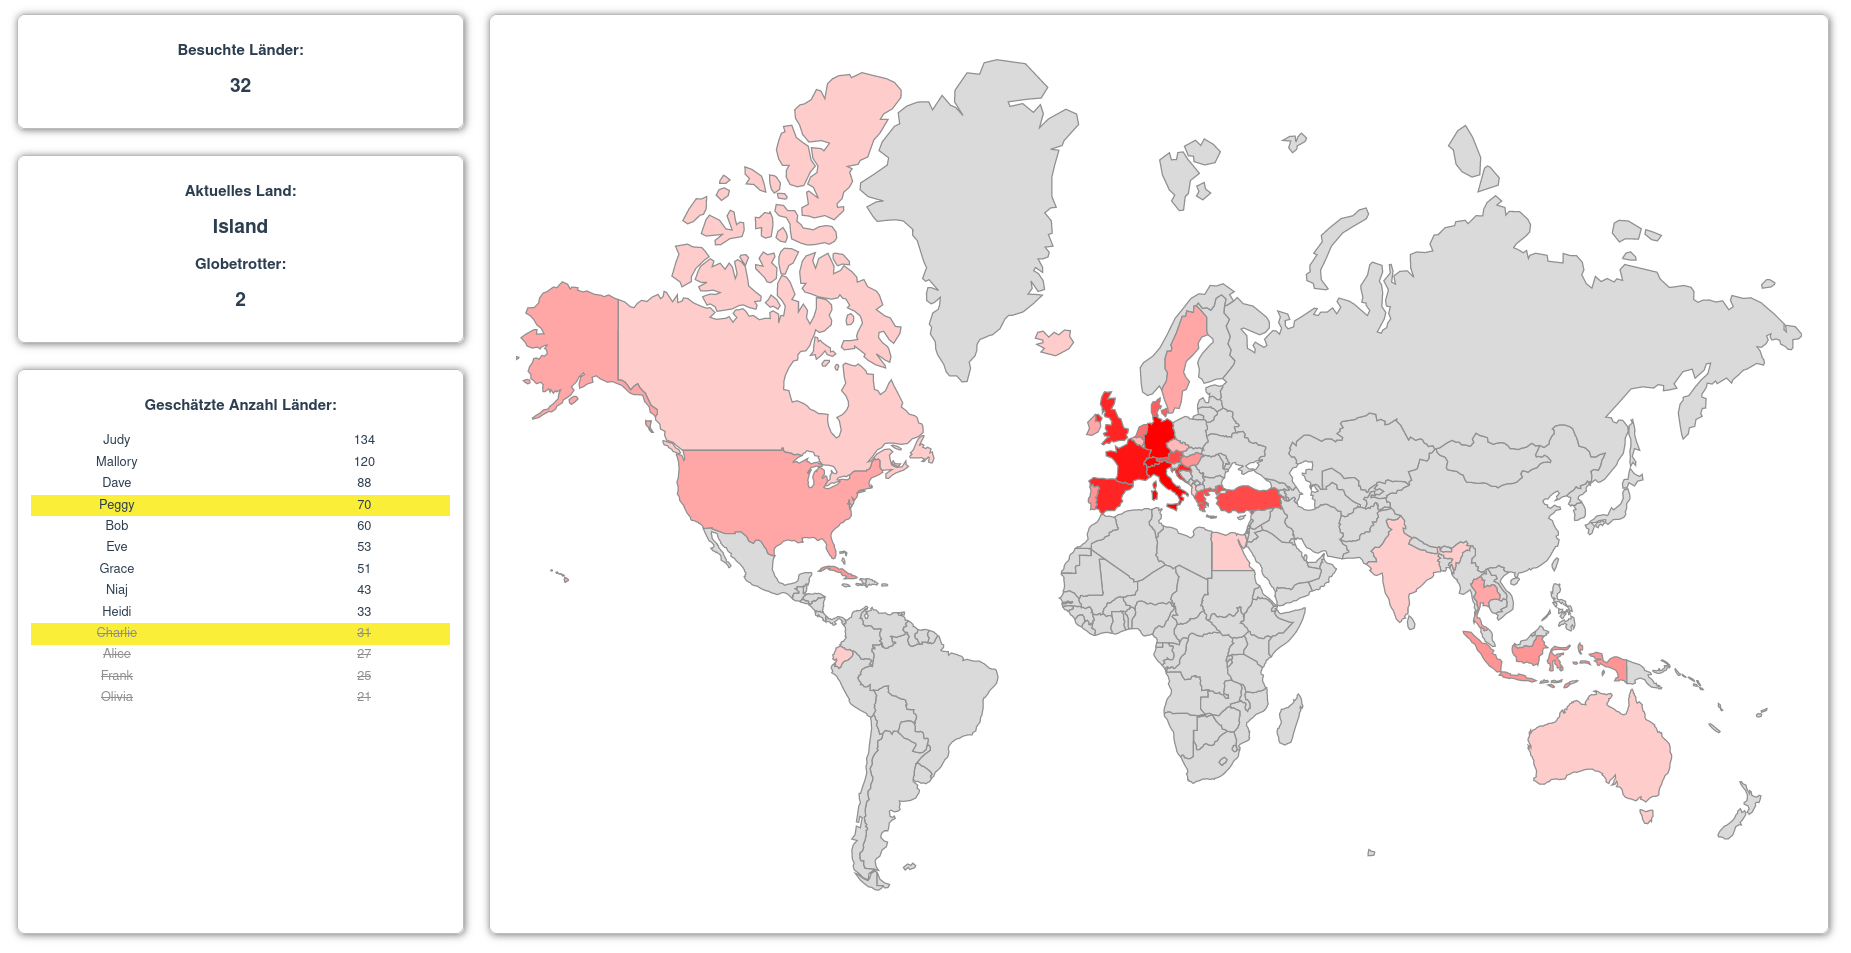 Besuchte Länder:
32
Aktuelles Land:
Island
Globetrotter:
2
Geschätzte Anzahl Länder:
Judy 134
Mallory 120
Dave 88
Peggy 70
Bob 60
Eve 53
Grace 51
Niaj 43
Heidi 33
Charlie 31
Alice 27
Frank 25
Olivia 21